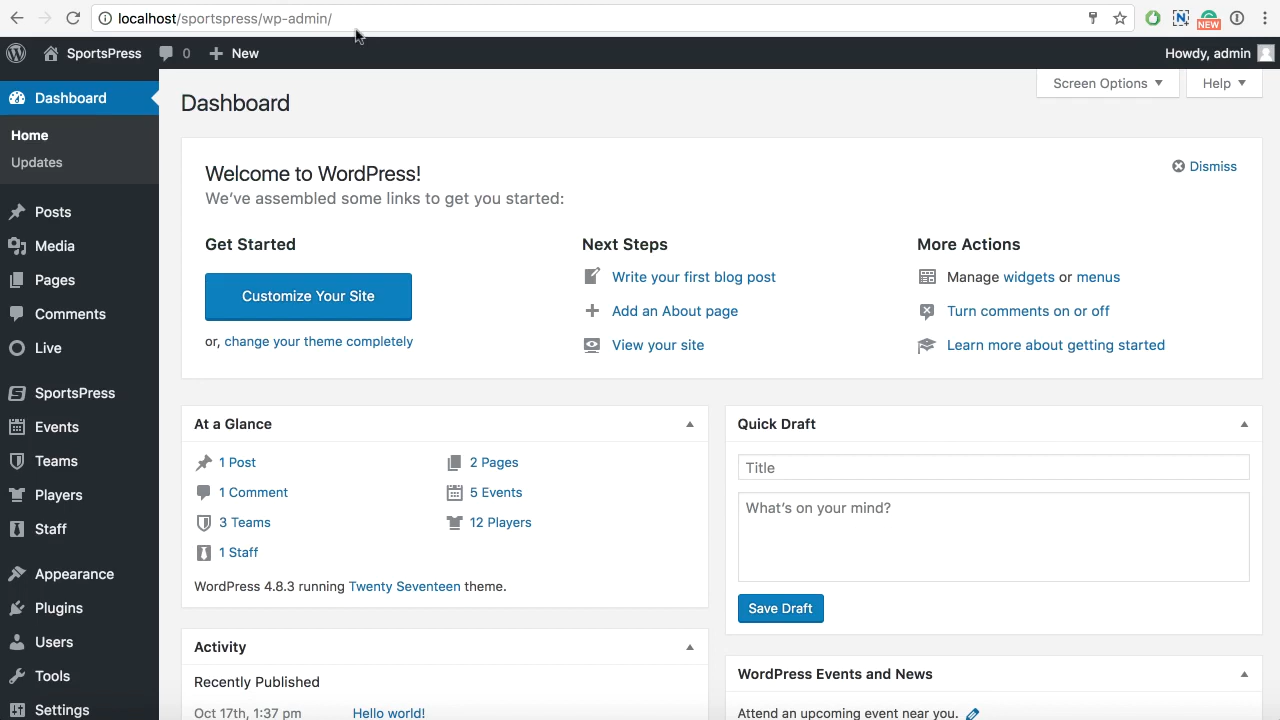 localhost/sportspress/wp-admin/
NEW
SportsPress 0 New Howdy, admin
Dashboard
Home
Updates
Posts
Media
Pages
Comments
Live
SportsPress
Events
Teams
Players
Staff
Appearance
Plugins
Users
Tools
Settings
Screen Options Help
Dashboard
Welcome to WordPress!
Dismiss
We’ve assembled some links to get you started:
Get Started
Customize Your Site
or, change your theme completely
Next Steps
Write your first blog post
Add an About page
View your site
More Actions
Manage widgets or menus
Turn comments on or off
Learn more about getting started
At a Glance
1 Post 2 Pages
1 Comment 5 Events
3 Teams 12 Players
1 Staff
WordPress 4.8.3 running Twenty Seventeen theme.
Activity
Recently Published
Oct 17th, 1:37 pm Hello world!
Quick Draft
Title
What’s on your mind?
Save Draft
WordPress Events and News
Attend an upcoming event near you.